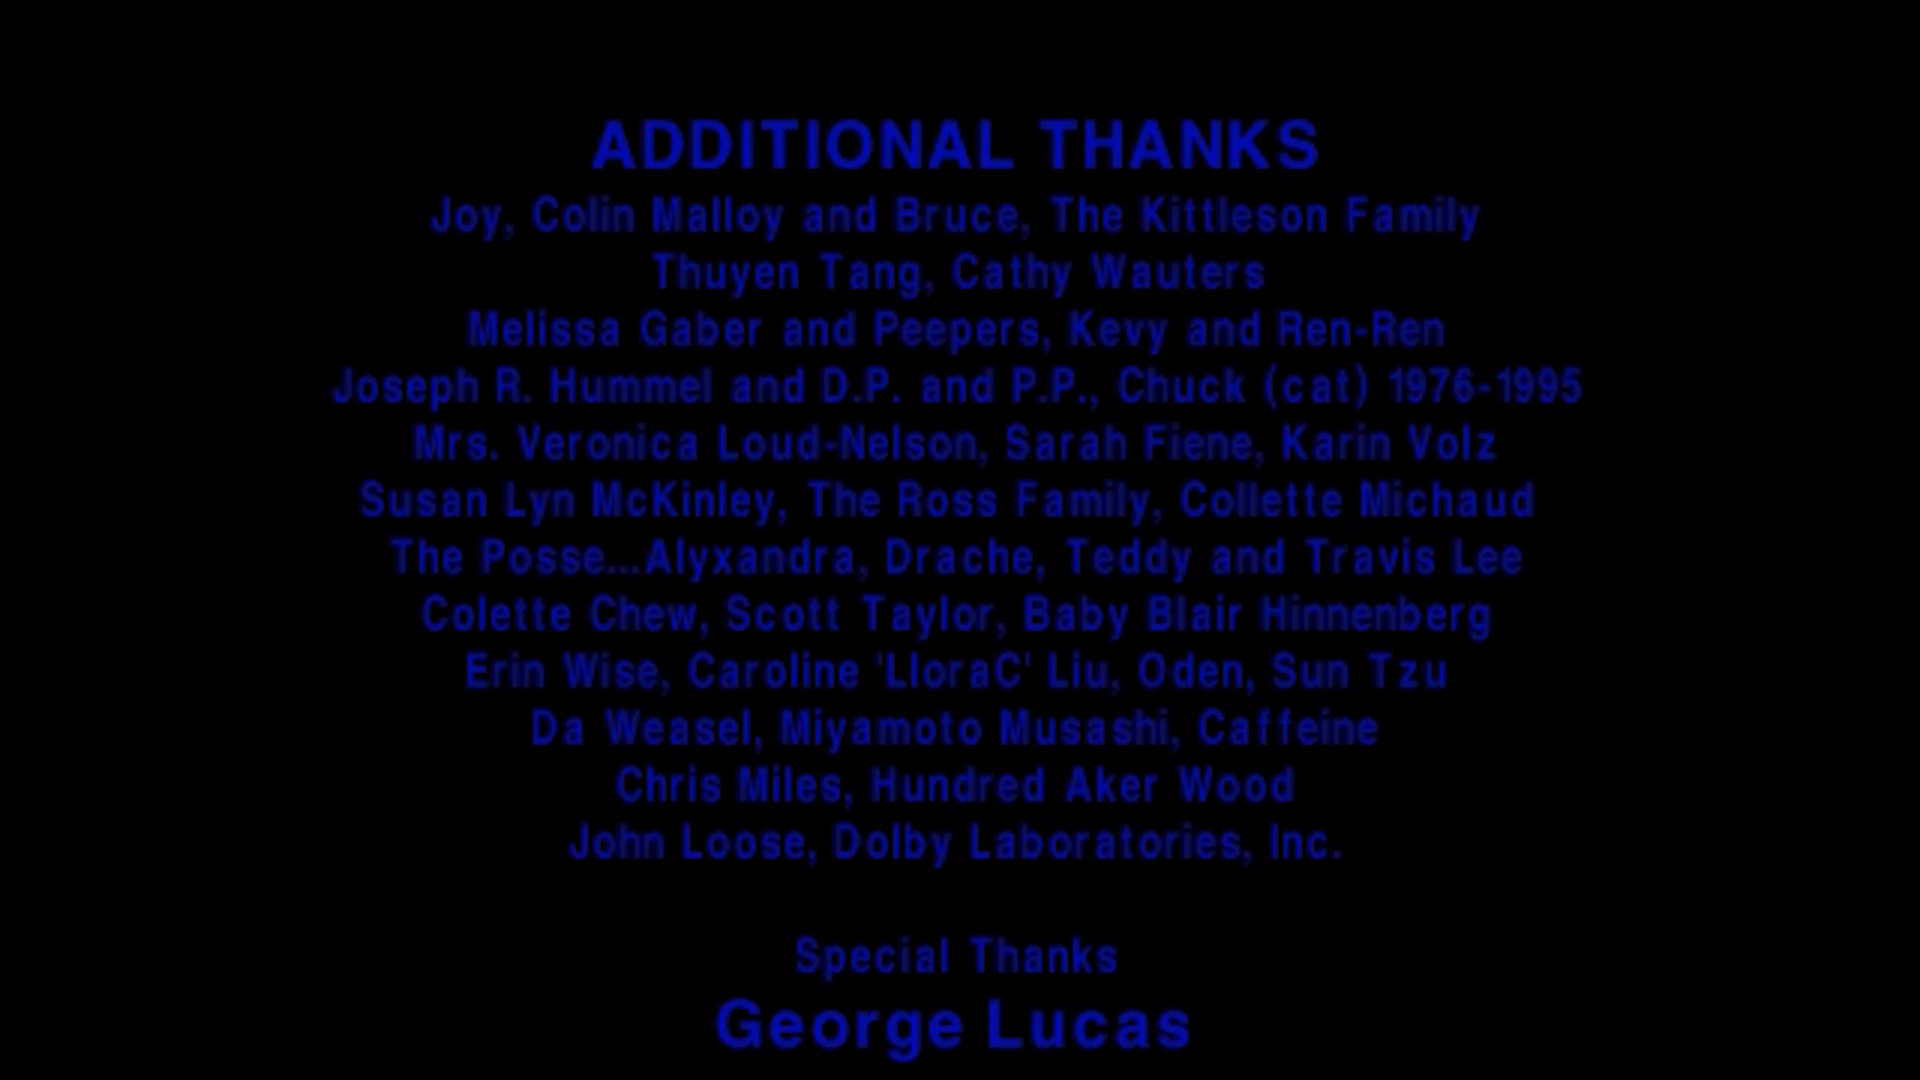 ADDITIONAL THANKS
Joy, Colin Malloy and Bruce, The Kittleson Family
Thuyen Tang, Cathy Wauters
Melissa Gaber and Peepers, Kevy and Ren-Ren
Joseph R. Hummel and D.P. and P.P., Chuck (cat) 1976-1995
Mrs. Veronica Loud-Nelson, Sarah Fiene, Karin Volz
Susan Lyn McKinley, The Ross Family, Collette Michaud
The Posse...Alyxandra, Drache, Teddy and Travis Lee
Colette Chew, Scott Taylor, Baby Blair Hinnenberg
Erin Wise, Caroline 'LloraC' Liu, Oden, Sun Tzu
Da Weasel, Miyamoto Musashi, Caffeine
Chris Miles, Hundred Aker Wood
John Loose, Dolby Laboratories, Inc.
Special Thanks
George Lucas